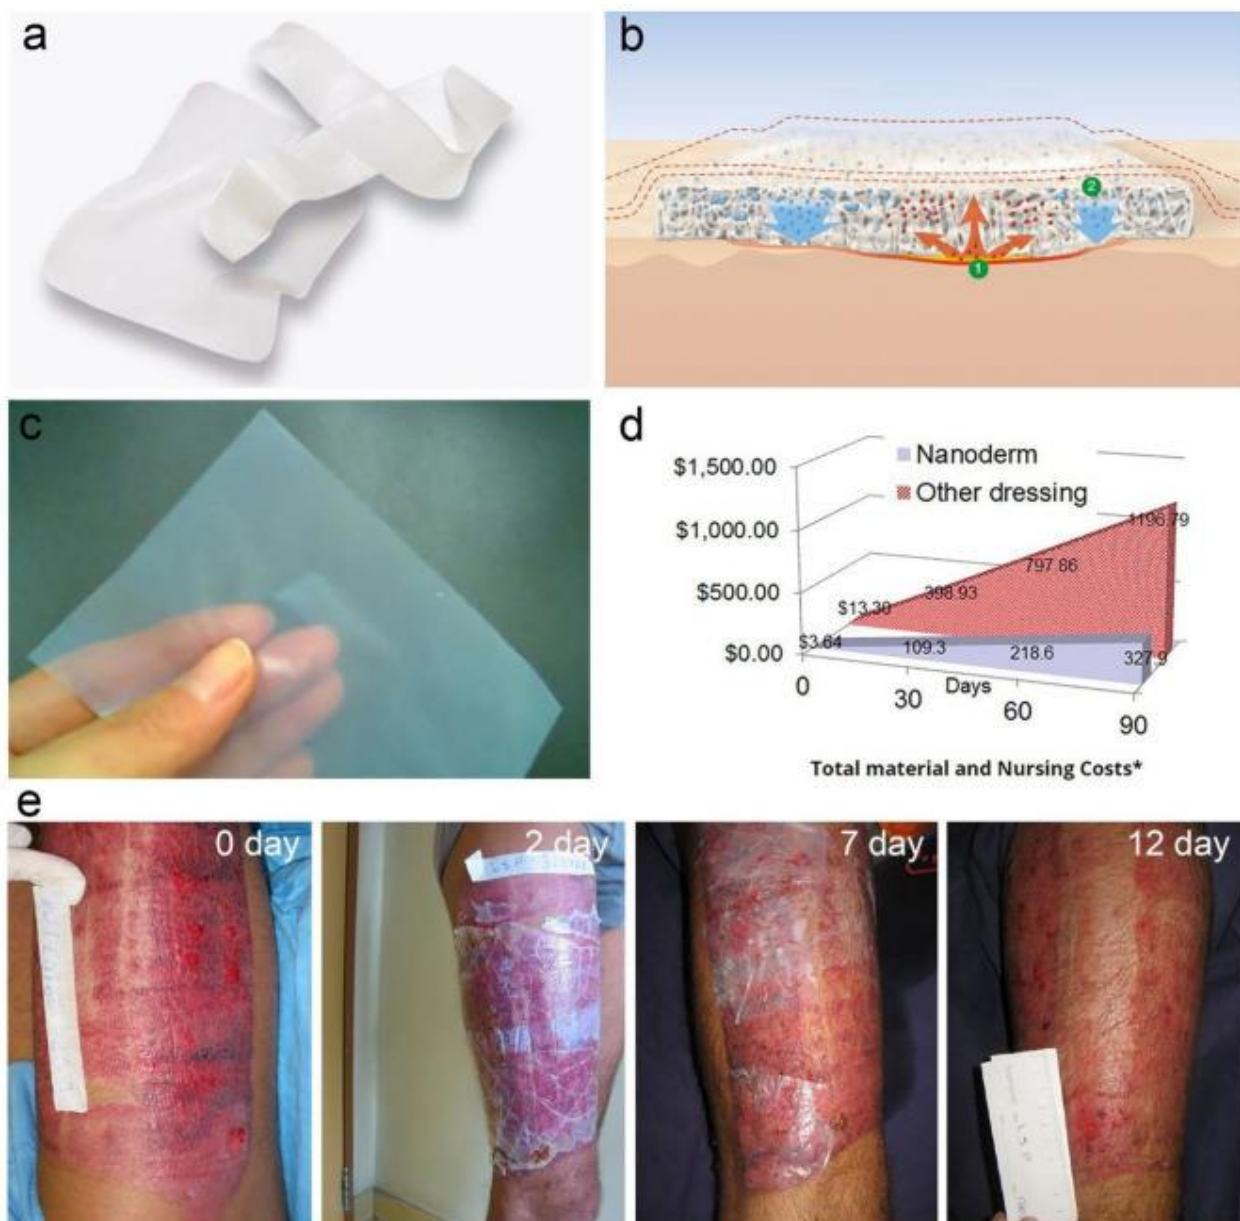 a
b
2
1
c
d
$1,500.00
$1,000.00
$500.00
$0.00
Nanoderm
Other dressing
1196.79
797.86
398.93
$13.30
$3.64
109.3
218.6
327.9
0
30
Days
60
90
Total material and Nursing Costs*
e
0 day
2 day
7 day
12 day